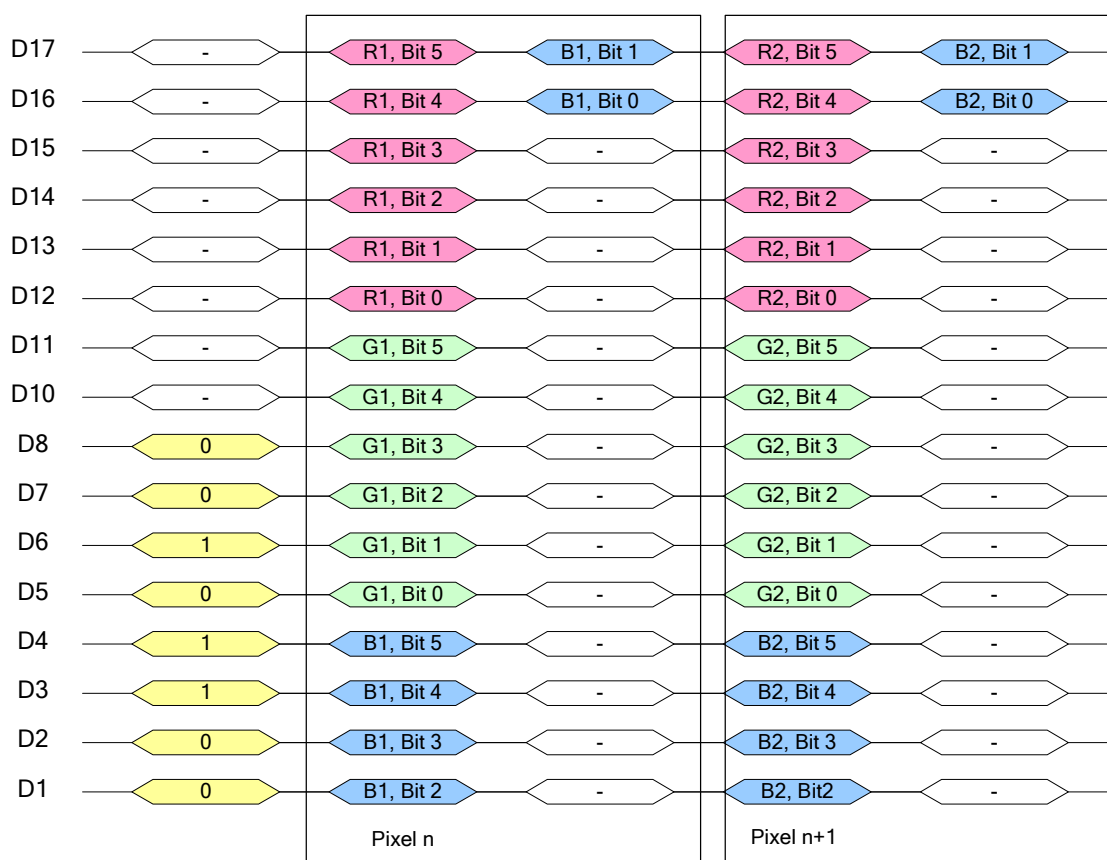 D17 - R1, Bit 5 B1, Bit 1 R2, Bit 5 B2, Bit 1
D16 - R1, Bit 4 B1, Bit 0 R2, Bit 4 B2, Bit 0
D15 - R1, Bit 3 - R2, Bit 3 -
D14 - R1, Bit 2 - R2, Bit 2 -
D13 - R1, Bit 1 - R2, Bit 1 -
D12 - R1, Bit 0 - R2, Bit 0 -
D11 - G1, Bit 5 - G2, Bit 5 -
D10 - G1, Bit 4 - G2, Bit 4 -
D8 0 G1, Bit 3 - G2, Bit 3 -
D7 0 G1, Bit 2 - G2, Bit 2 -
D6 1 G1, Bit 1 - G2, Bit 1 -
D5 0 G1, Bit 0 - G2, Bit 0 -
D4 1 B1, Bit 5 - B2, Bit 5 -
D3 1 B1, Bit 4 - B2, Bit 4 -
D2 0 B1, Bit 3 - B2, Bit 3 -
D1 0 B1, Bit 2 - B2, Bit2 -
Pixel n Pixel n+1